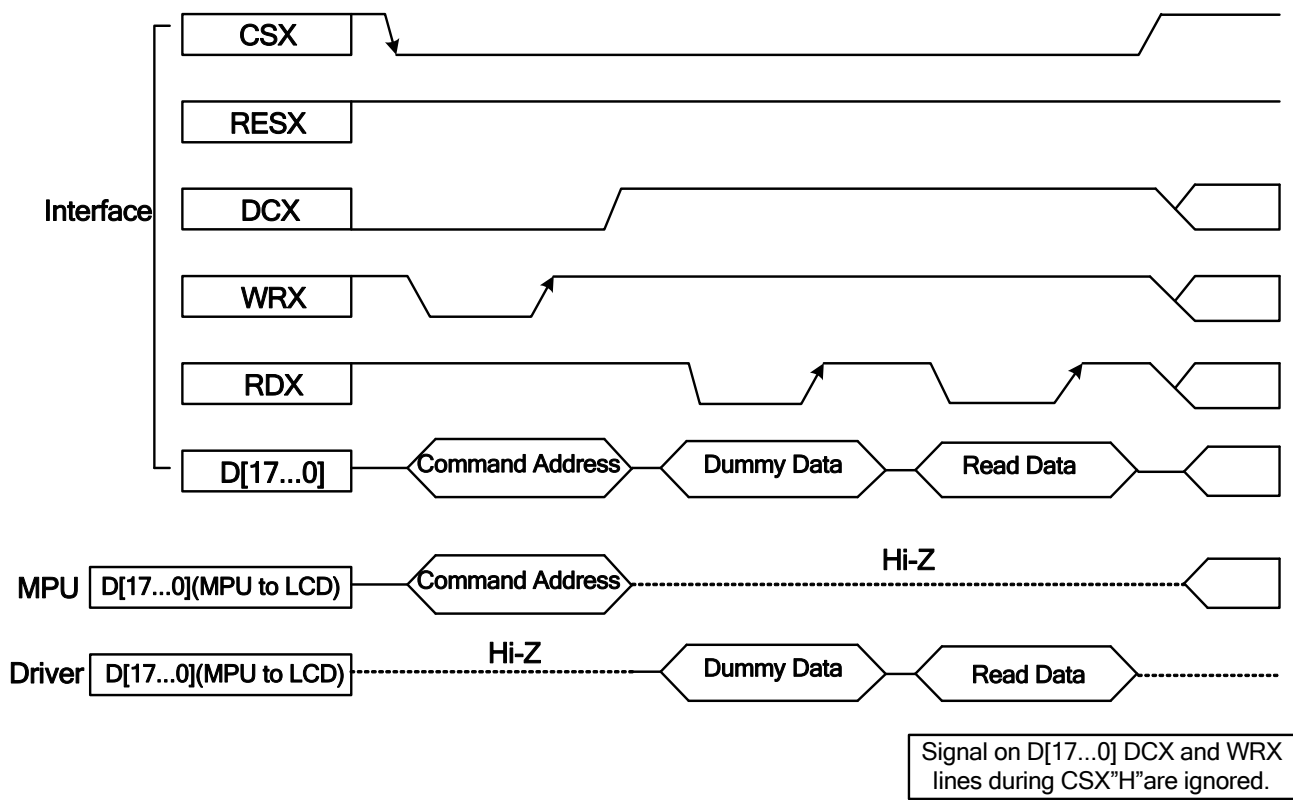 CSX
RESX
Interface
DCX
WRX
RDX
D[17...0]
Command Address
Dummy Data
Read Data
MPU
D[17...0](MPU to LCD)
Command Address
Hi-Z
Driver
D[17...0](MPU to LCD)
Hi-Z
Dummy Data
Read Data
Signal on D[17...0] DCX and WRX
lines during CSX”H”are ignored.